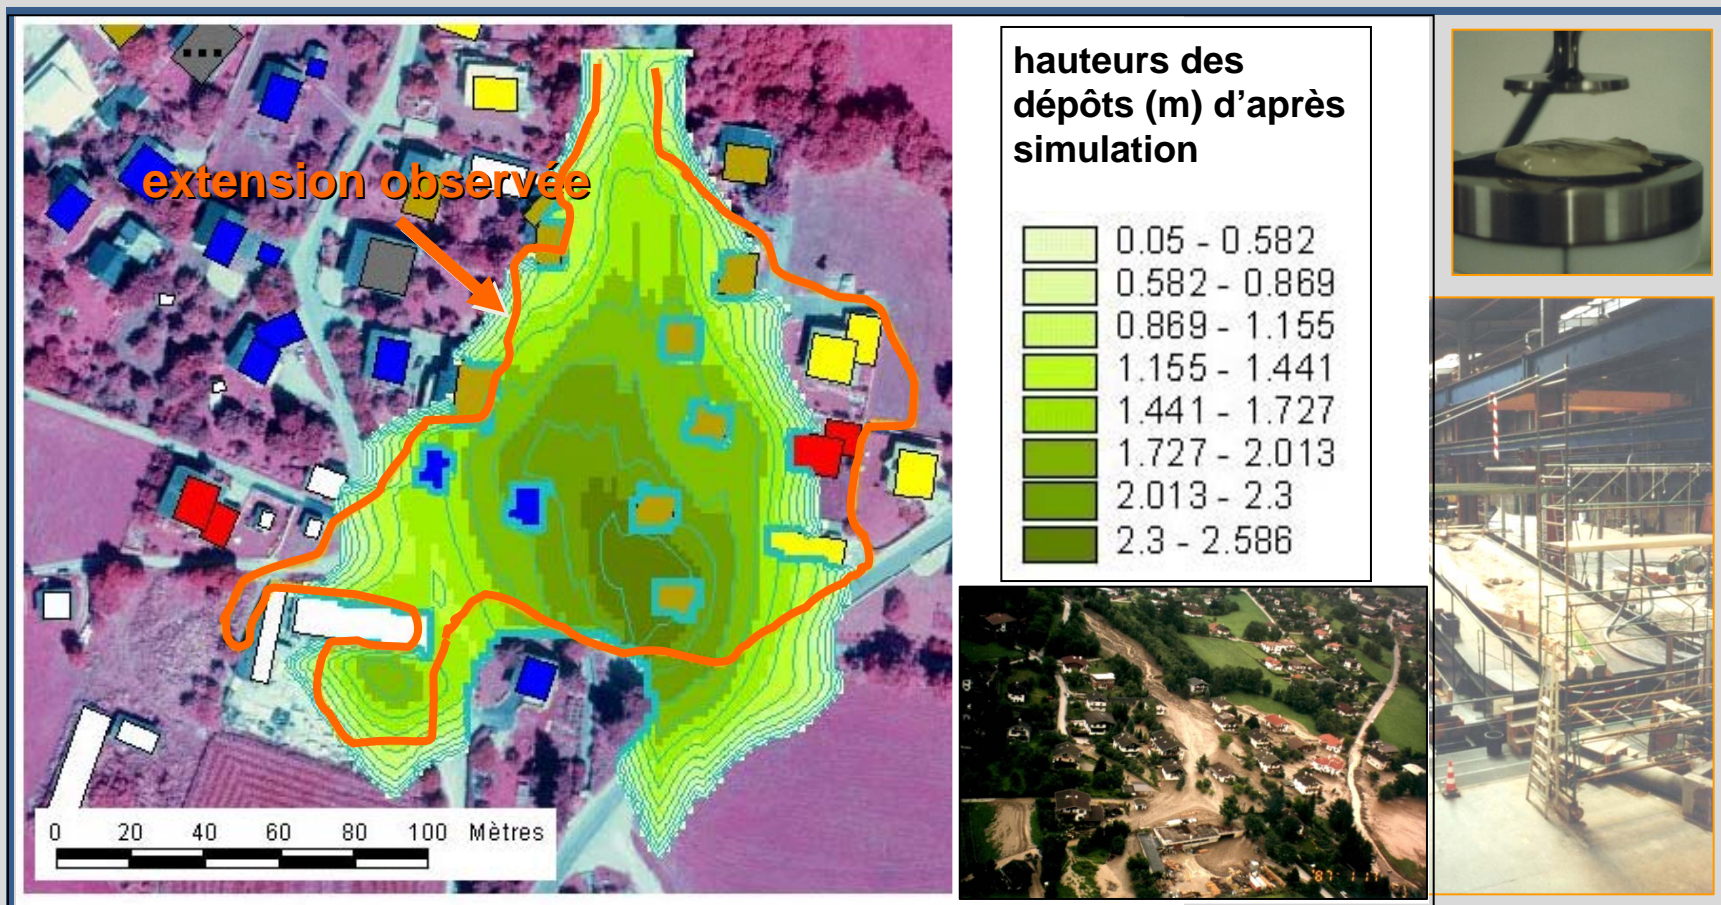 extension observée
0 20 40 60 80 100 Mètres
hauteurs des
dépôts (m) d'après
simulation
0.05 - 0.582
0.582 - 0.869
0.869 - 1.155
1.155 - 1.441
1.441 - 1.727
1.727 - 2.013
2.013 - 2.3
2.3 - 2.586